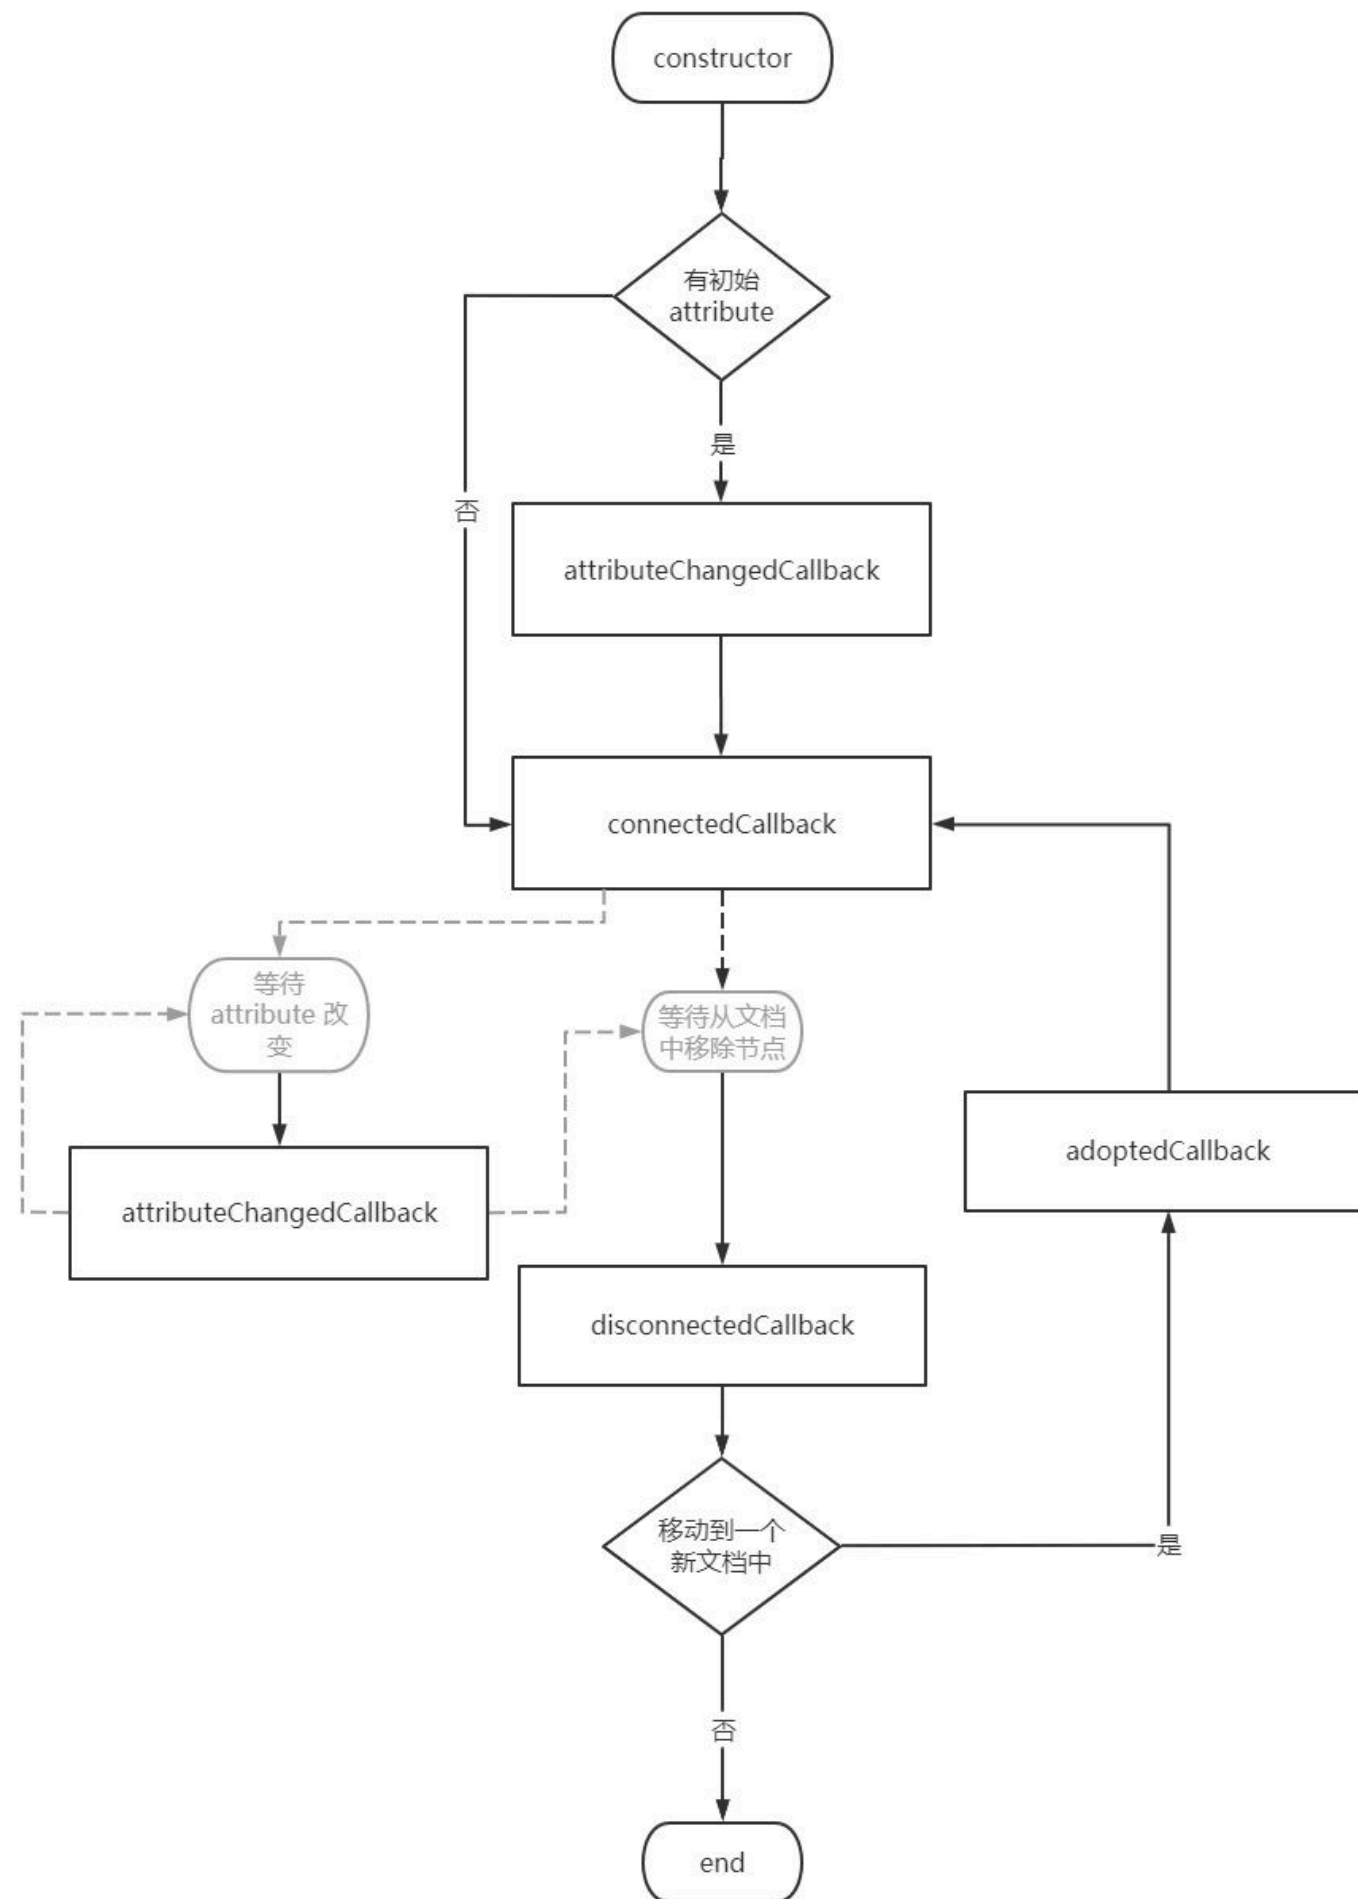 constructor
有初始
attribute
是
否
attributeChangedCallback
connectedCallback
等待
attribute 改
变
等待从文档
中移除节点
adoptedCallback
attributeChangedCallback
disconnectedCallback
移动到一个
新文档中
是
否
end